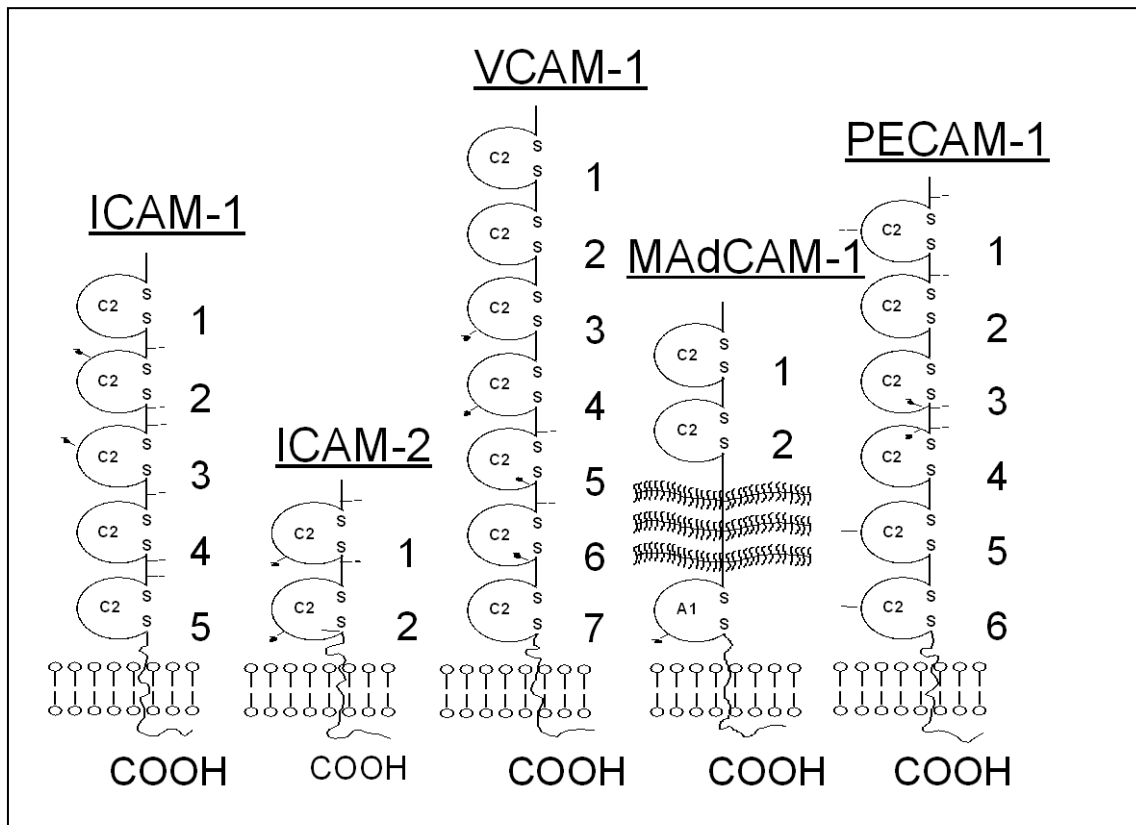 ICAM-1
C2 S S 1
C2 S S 2
C2 S S 3
C2 S S 4
C2 S S 5
COOH
ICAM-2
C2 S S 1
C2 S S 2
COOH
VCAM-1
C2 S S 1
C2 S S 2
C2 S S 3
C2 S S 4
C2 S S 5
C2 S S 6
C2 S S 7
COOH
MAdCAM-1
C2 S S 1
C2 S S 2
A1 S S
COOH
PECAM-1
C2 S S 1
C2 S S 2
C2 S S 3
C2 S S 4
C2 S S 5
C2 S S 6
COOH